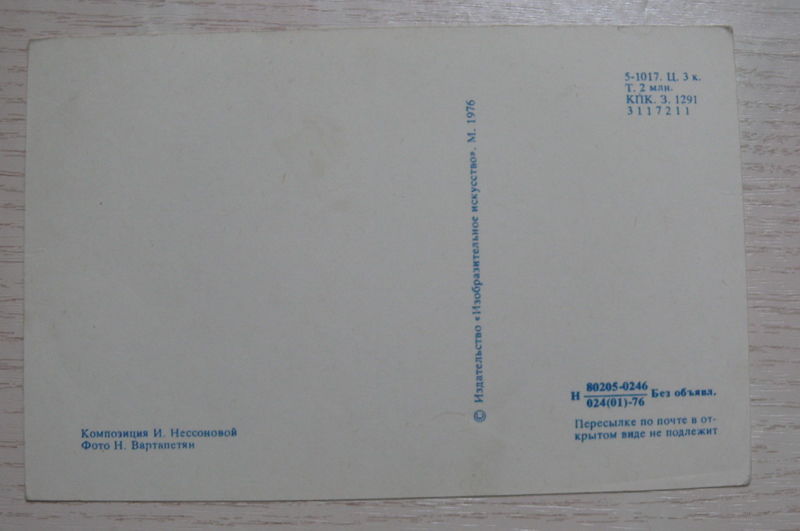 5-1017. Ц. 3 к.
Т. 2 млн.
КПК. З. 1291
3117211
© Издательство «Изобразительное искусство». М. 1976
Н 80205-0246 Без объявл.
024(01)-76
Пересылке по почте в от-
крытом виде не подлежит
Композиция И. Нессоновой
Фото Н. Вартапетян